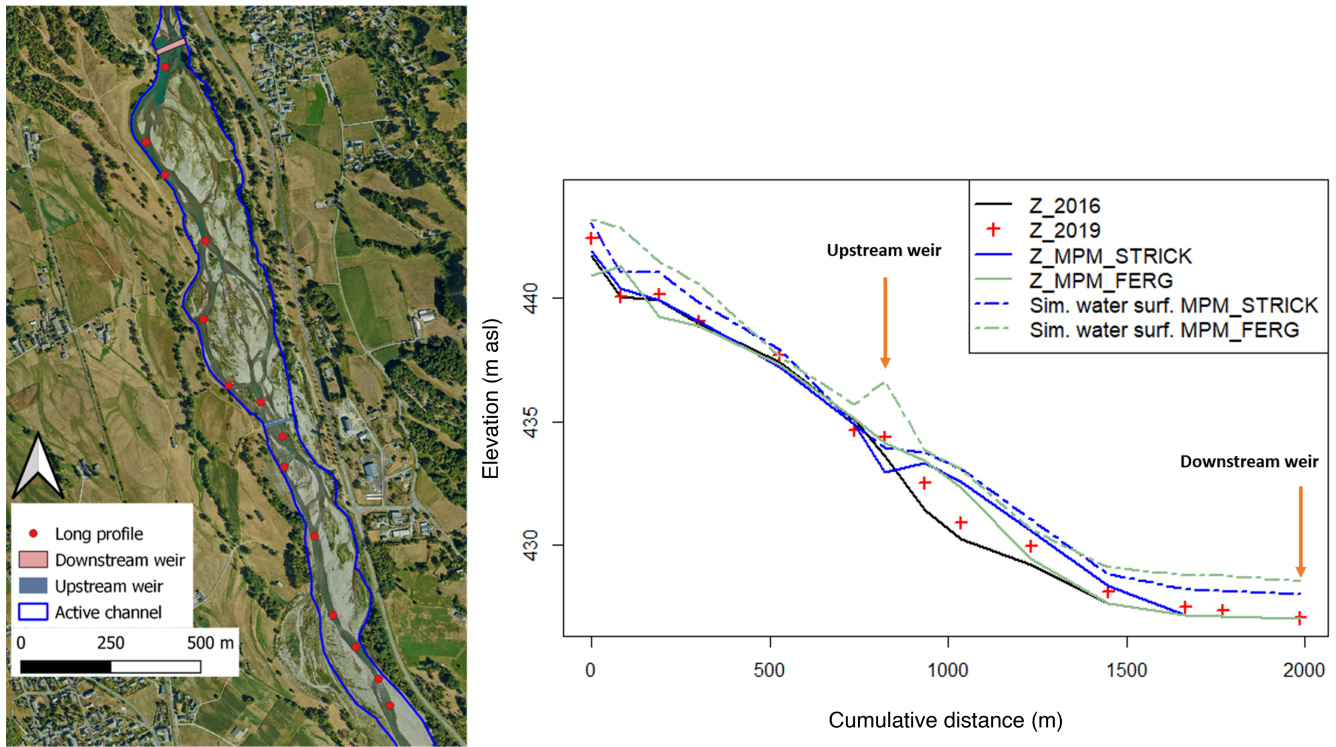 Long profile
Downstream weir
Upstream weir
Active channel
0 250 500 m
Z_2016
Z_2019
Z_MPM_STRICK
Z_MPM_FERG
Sim. water surf. MPM_STRICK
Sim. water surf. MPM_FERG
Upstream weir
Downstream weir
Elevation (m asl)
440
435
430
0 500 1000 1500 2000
Cumulative distance (m)